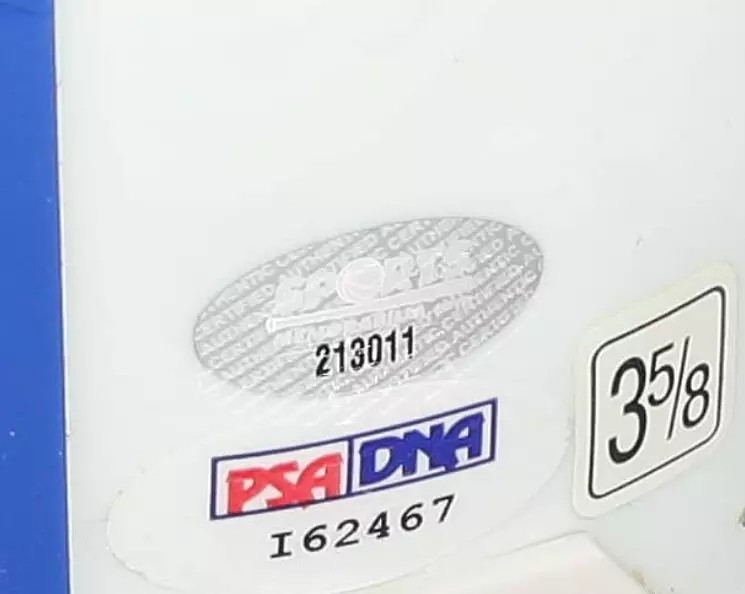 SPORTS
213011
PSA DNA
I62467
3 5/8